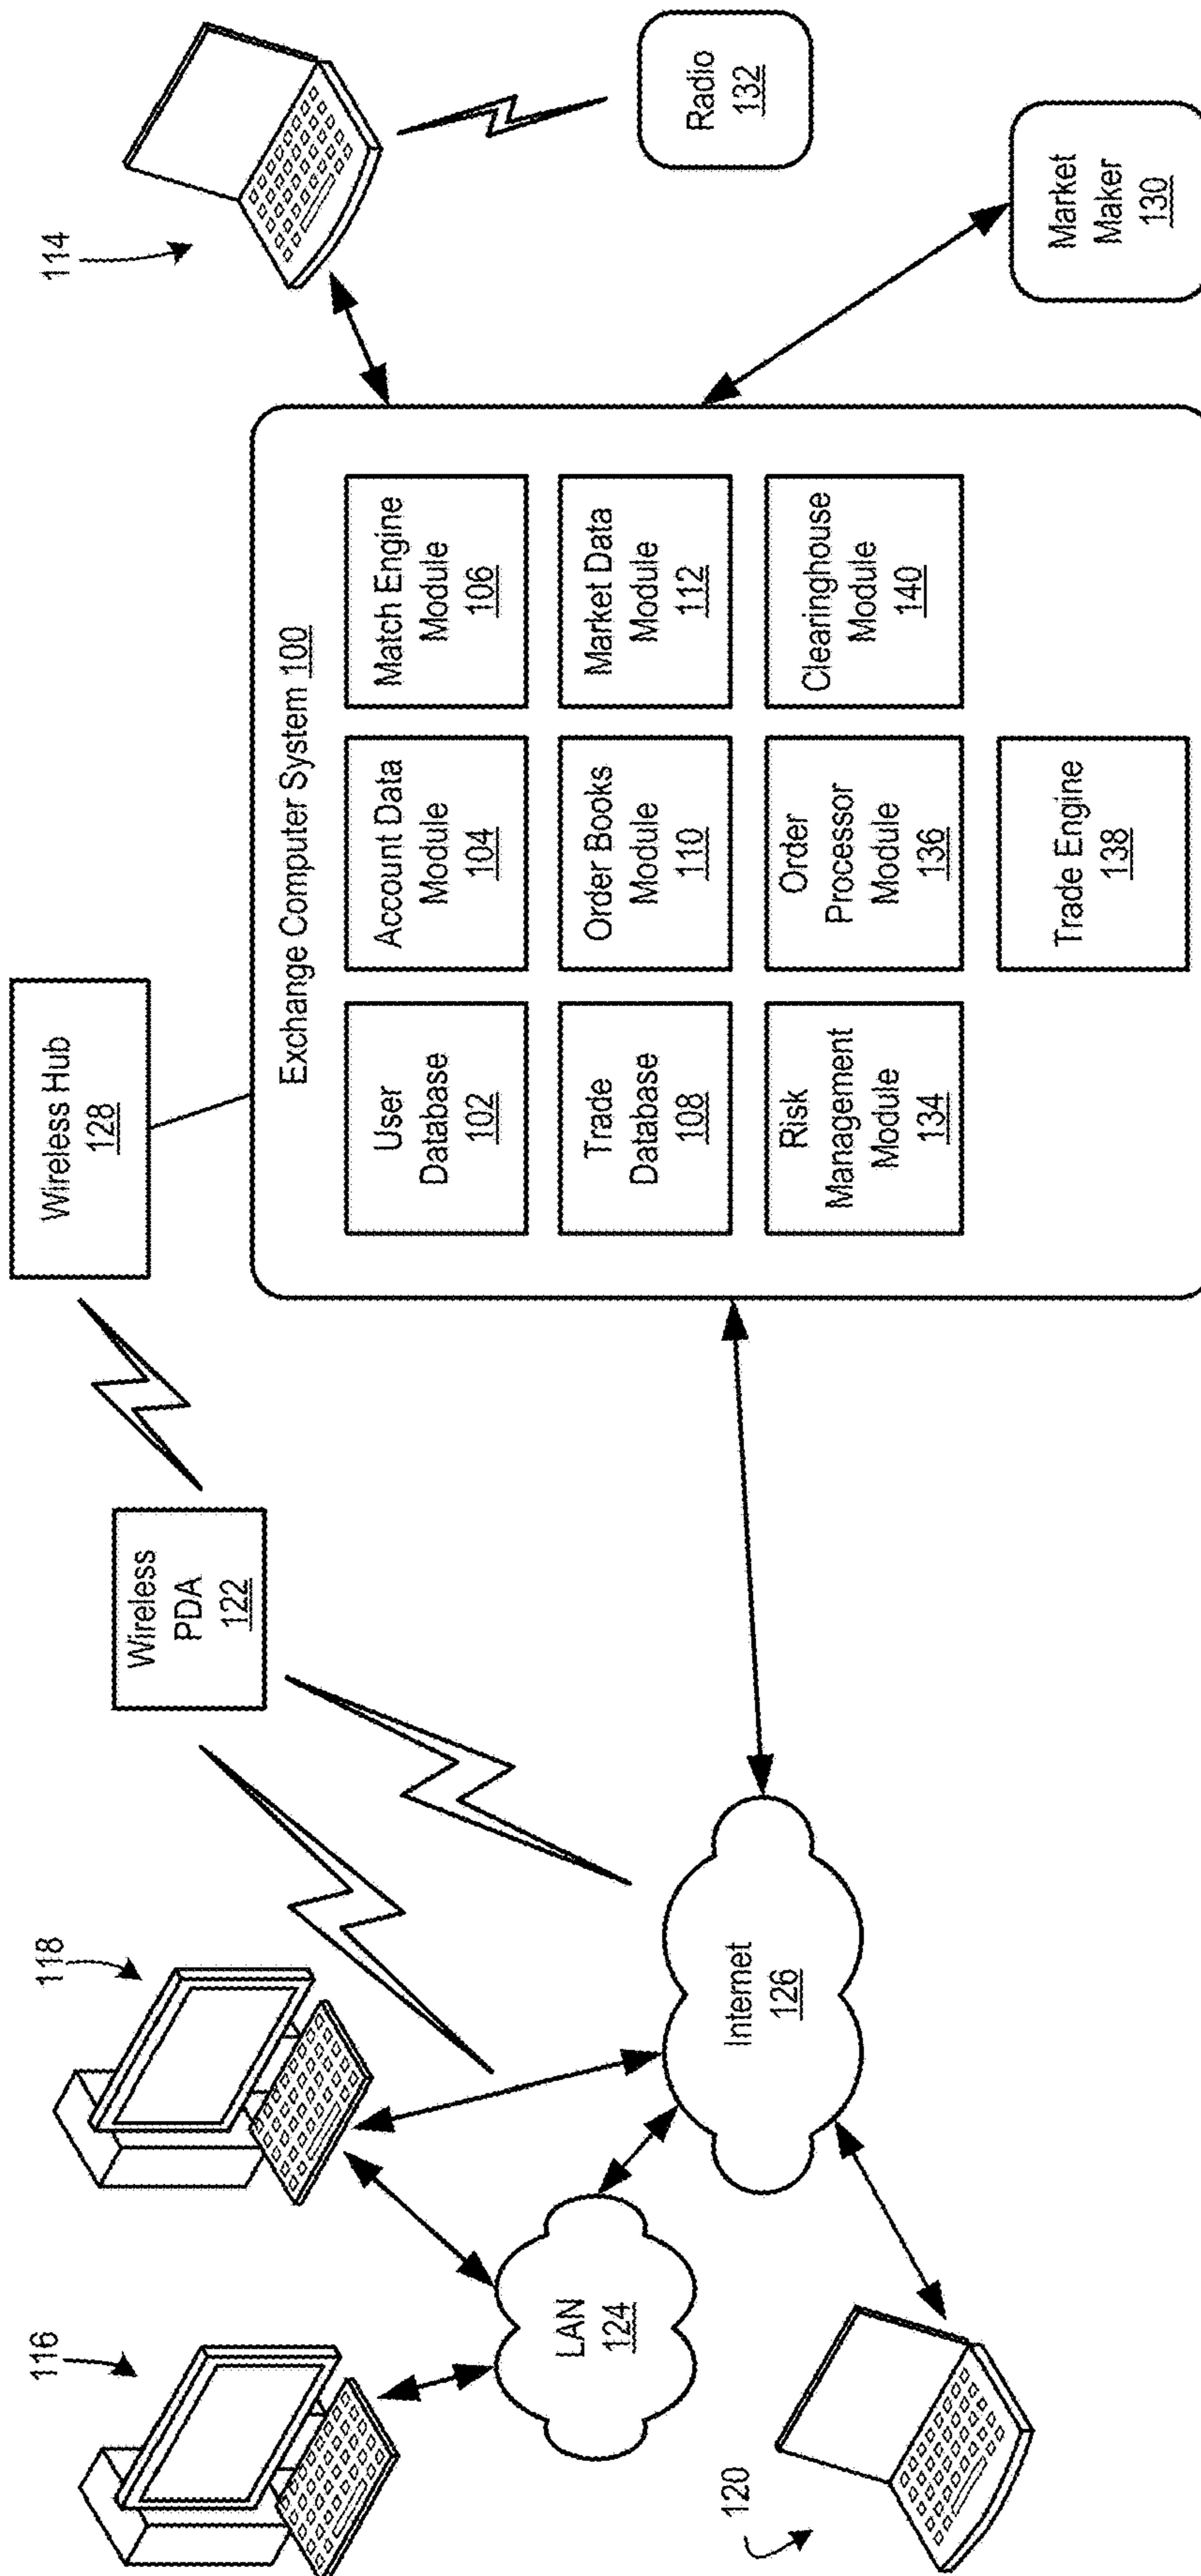 116
118
Wireless
PDA
122
Wireless Hub
128
114
LAN
124
Internet
126
120
Exchange Computer System 100
User
Database
102
Account Data
Module
104
Match Engine
Module
106
Trade
Database
108
Order Books
Module
110
Market Data
Module
112
Risk
Management
Module
134
Order
Processor
Module
136
Clearinghouse
Module
140
Trade Engine
138
Radio
132
Market
Maker
130